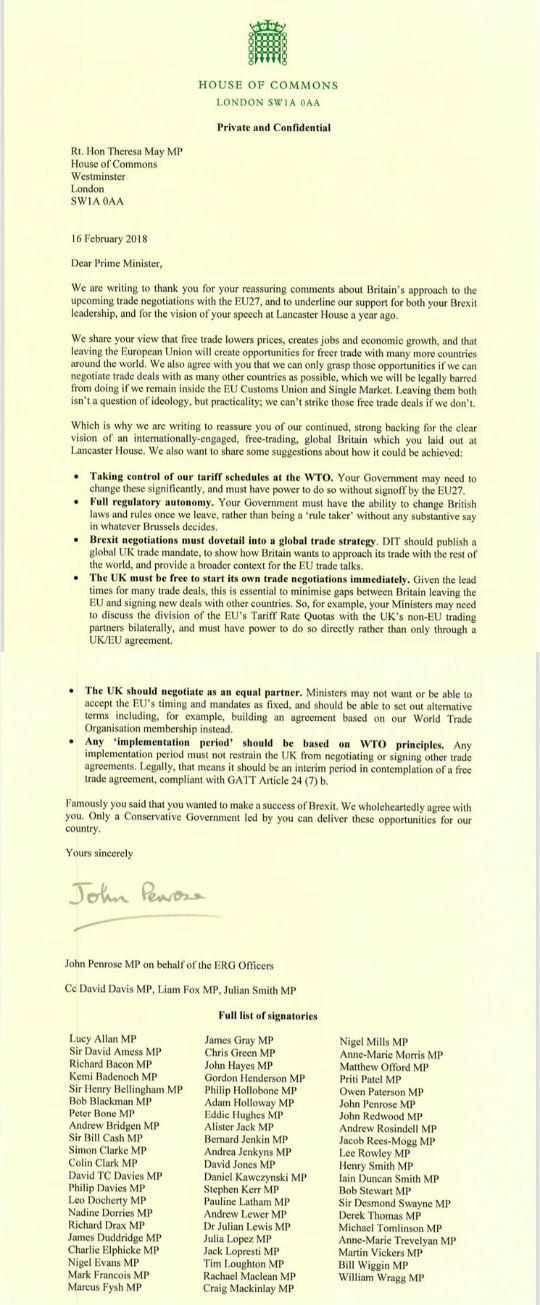 HOUSE OF COMMONS
LONDON SW1A 0AA
Private and Confidential
Rt. Hon Theresa May MP
House of Commons
Westminster
London
SW1A 0AA
16 February 2018
Dear Prime Minister,
We are writing to thank you for your reassuring comments about Britain's approach to the
upcoming trade negotiations with the EU27, and to underline our support for both your Brexit
leadership, and for the vision of your speech at Lancaster House a year ago.
We share your view that free trade lowers prices, creates jobs and economic growth, and that
leaving the European Union will create opportunities for freer trade with many more countries
around the world. We also agree with you that we can only grasp those opportunities if we can
negotiate trade deals with as many other countries as possible, which we will be legally barred
from doing if we remain inside the EU Customs Union and Single Market. Leaving them both
isn't a question of ideology, but practicality; we can't strike those free trade deals if we don't.
Which is why we are writing to reassure you of our continued, strong backing for the clear
vision of an internationally-engaged, free-trading, global Britain which you laid out at
Lancaster House. We also want to share some suggestions about how it could be achieved:
• Taking control of our tariff schedules at the WTO. Your Government may need to
change these significantly, and must have power to do so without signoff by the EU27.
• Full regulatory autonomy. Your Government must have the ability to change British
laws and rules once we leave, rather than being a 'rule taker' without any substantive say
in whatever Brussels decides.
• Brexit negotiations must dovetail into a global trade strategy. DIT should publish a
global UK trade mandate, to show how Britain wants to approach its trade with the rest of
the world, and provide a broader context for the EU trade talks.
• The UK must be free to start its own trade negotiations immediately. Given the lead
times for many trade deals, this is essential to minimise gaps between Britain leaving the
EU and signing new deals with other countries. So, for example, your Ministers may need
to discuss the division of the EU's Tariff Rate Quotas with the UK's non-EU trading
partners bilaterally, and must have power to do so directly rather than only through a
UK/EU agreement.
• The UK should negotiate as an equal partner. Ministers may not want or be able to
accept the EU's timing and mandates as fixed, and should be able to set out alternative
terms including, for example, building an agreement based on our World Trade
Organisation membership instead.
• Any 'implementation period' should be based on WTO principles. Any
implementation period must not restrain the UK from negotiating or signing other trade
agreements. Legally, that means it should be an interim period in contemplation of a free
trade agreement, compliant with GATT Article 24 (7) b.
Famously you said that you wanted to make a success of Brexit. We wholeheartedly agree with
you. Only a Conservative Government led by you can deliver these opportunities for our
country.
Yours sincerely
John Penrose
John Penrose MP on behalf of the ERG Officers
Cc David Davis MP, Liam Fox MP, Julian Smith MP
Full list of signatories
Lucy Allan MP
Sir David Amess MP
Richard Bacon MP
Kemi Badenoch MP
Sir Henry Bellingham MP
Bob Blackman MP
Peter Bone MP
Andrew Bridgen MP
Sir Bill Cash MP
Simon Clarke MP
Colin Clark MP
David TC Davies MP
Philip Davies MP
Leo Docherty MP
Nadine Dorries MP
Richard Drax MP
James Duddridge MP
Charlie Elphicke MP
Nigel Evans MP
Mark Francois MP
Marcus Fysh MP
James Gray MP
Chris Green MP
John Hayes MP
Gordon Henderson MP
Philip Hollobone MP
Adam Holloway MP
Eddie Hughes MP
Alister Jack MP
Bernard Jenkin MP
Andrea Jenkyns MP
David Jones MP
Daniel Kawczynski MP
Stephen Kerr MP
Pauline Latham MP
Andrew Lewer MP
Dr Julian Lewis MP
Julia Lopez MP
Jack Lopresti MP
Tim Loughton MP
Rachael Maclean MP
Craig Mackinlay MP
Nigel Mills MP
Anne-Marie Morris MP
Matthew Offord MP
Priti Patel MP
Owen Paterson MP
John Penrose MP
John Redwood MP
Andrew Rosindell MP
Jacob Rees-Mogg MP
Lee Rowley MP
Henry Smith MP
Iain Duncan Smith MP
Bob Stewart MP
Sir Desmond Swayne MP
Derek Thomas MP
Michael Tomlinson MP
Anne-Marie Trevelyan MP
Martin Vickers MP
Bill Wiggin MP
William Wragg MP